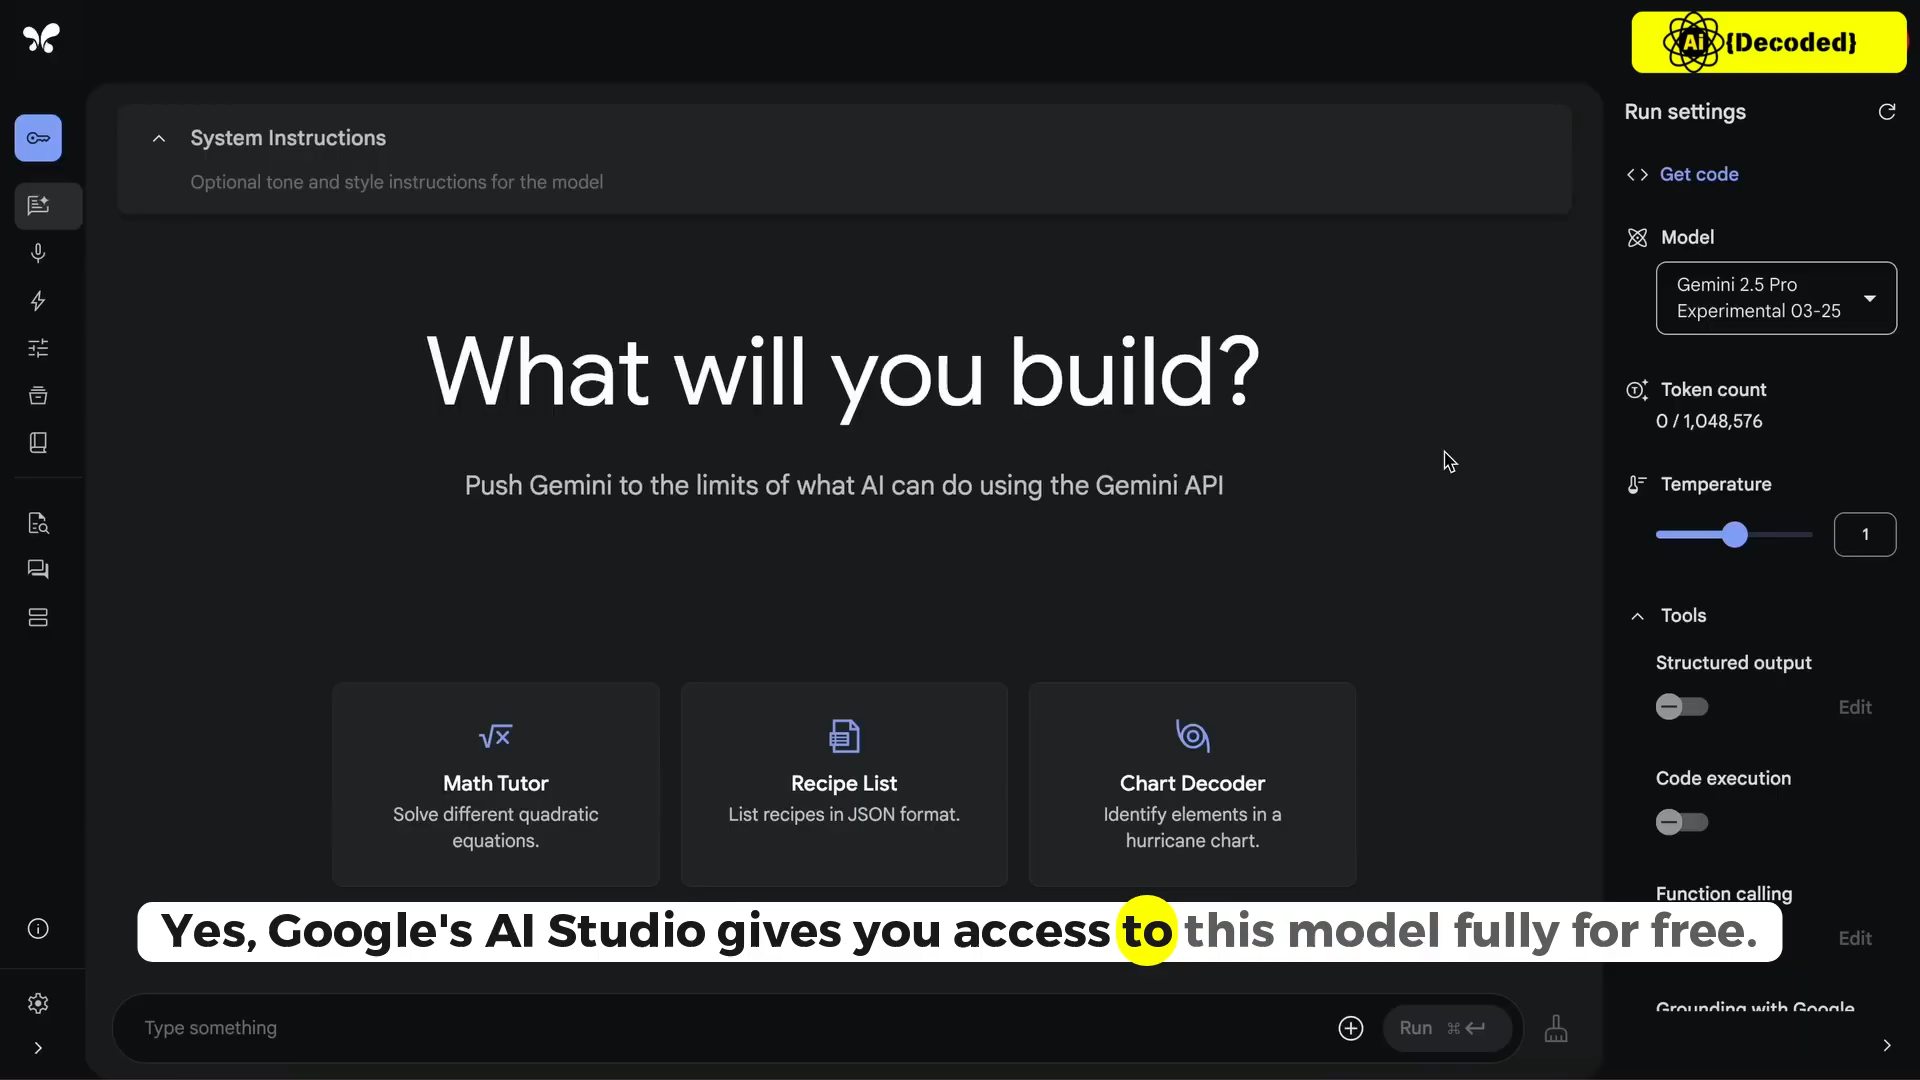 Ai {Decoded}
System Instructions
Optional tone and style instructions for the model
What will you build?
Push Gemini to the limits of what AI can do using the Gemini API
Math Tutor
Solve different quadratic
equations.
Recipe List
List recipes in JSON format.
Chart Decoder
Identify elements in a
hurricane chart.
Yes, Google's AI Studio gives you access to this model fully for free.
Type something
Run ⌘↵
Run settings
Get code
Model
Gemini 2.5 Pro
Experimental 03-25
Token count
0 / 1,048,576
Temperature
1
Tools
Structured output
Edit
Code execution
Function calling
Edit
Grounding with Google